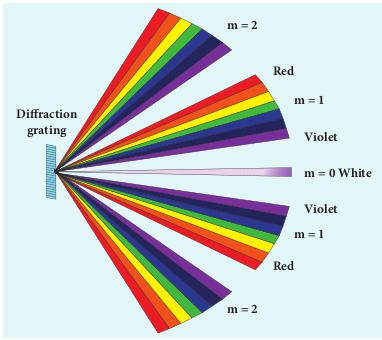 m = 2
Red
m = 1
Diffraction
grating
Violet
m = 0 White
Violet
m = 1
Red
m = 2